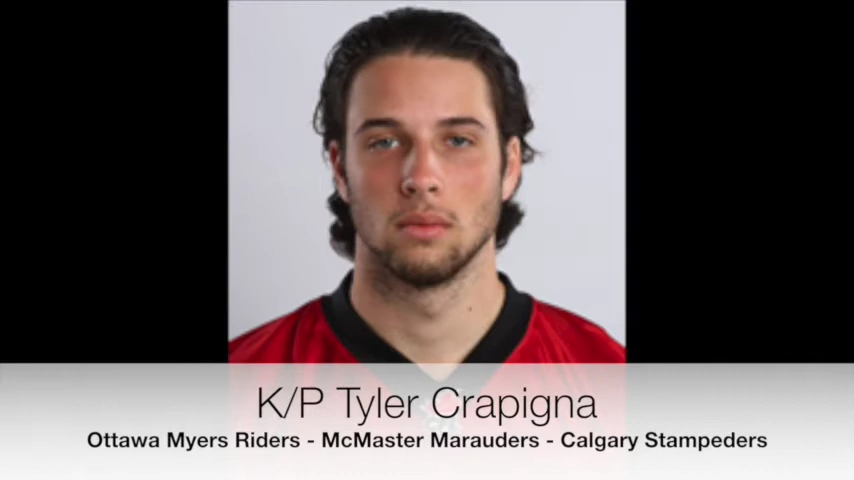 K/P Tyler Crapigna
Ottawa Myers Riders - McMaster Marauders - Calgary Stampeders